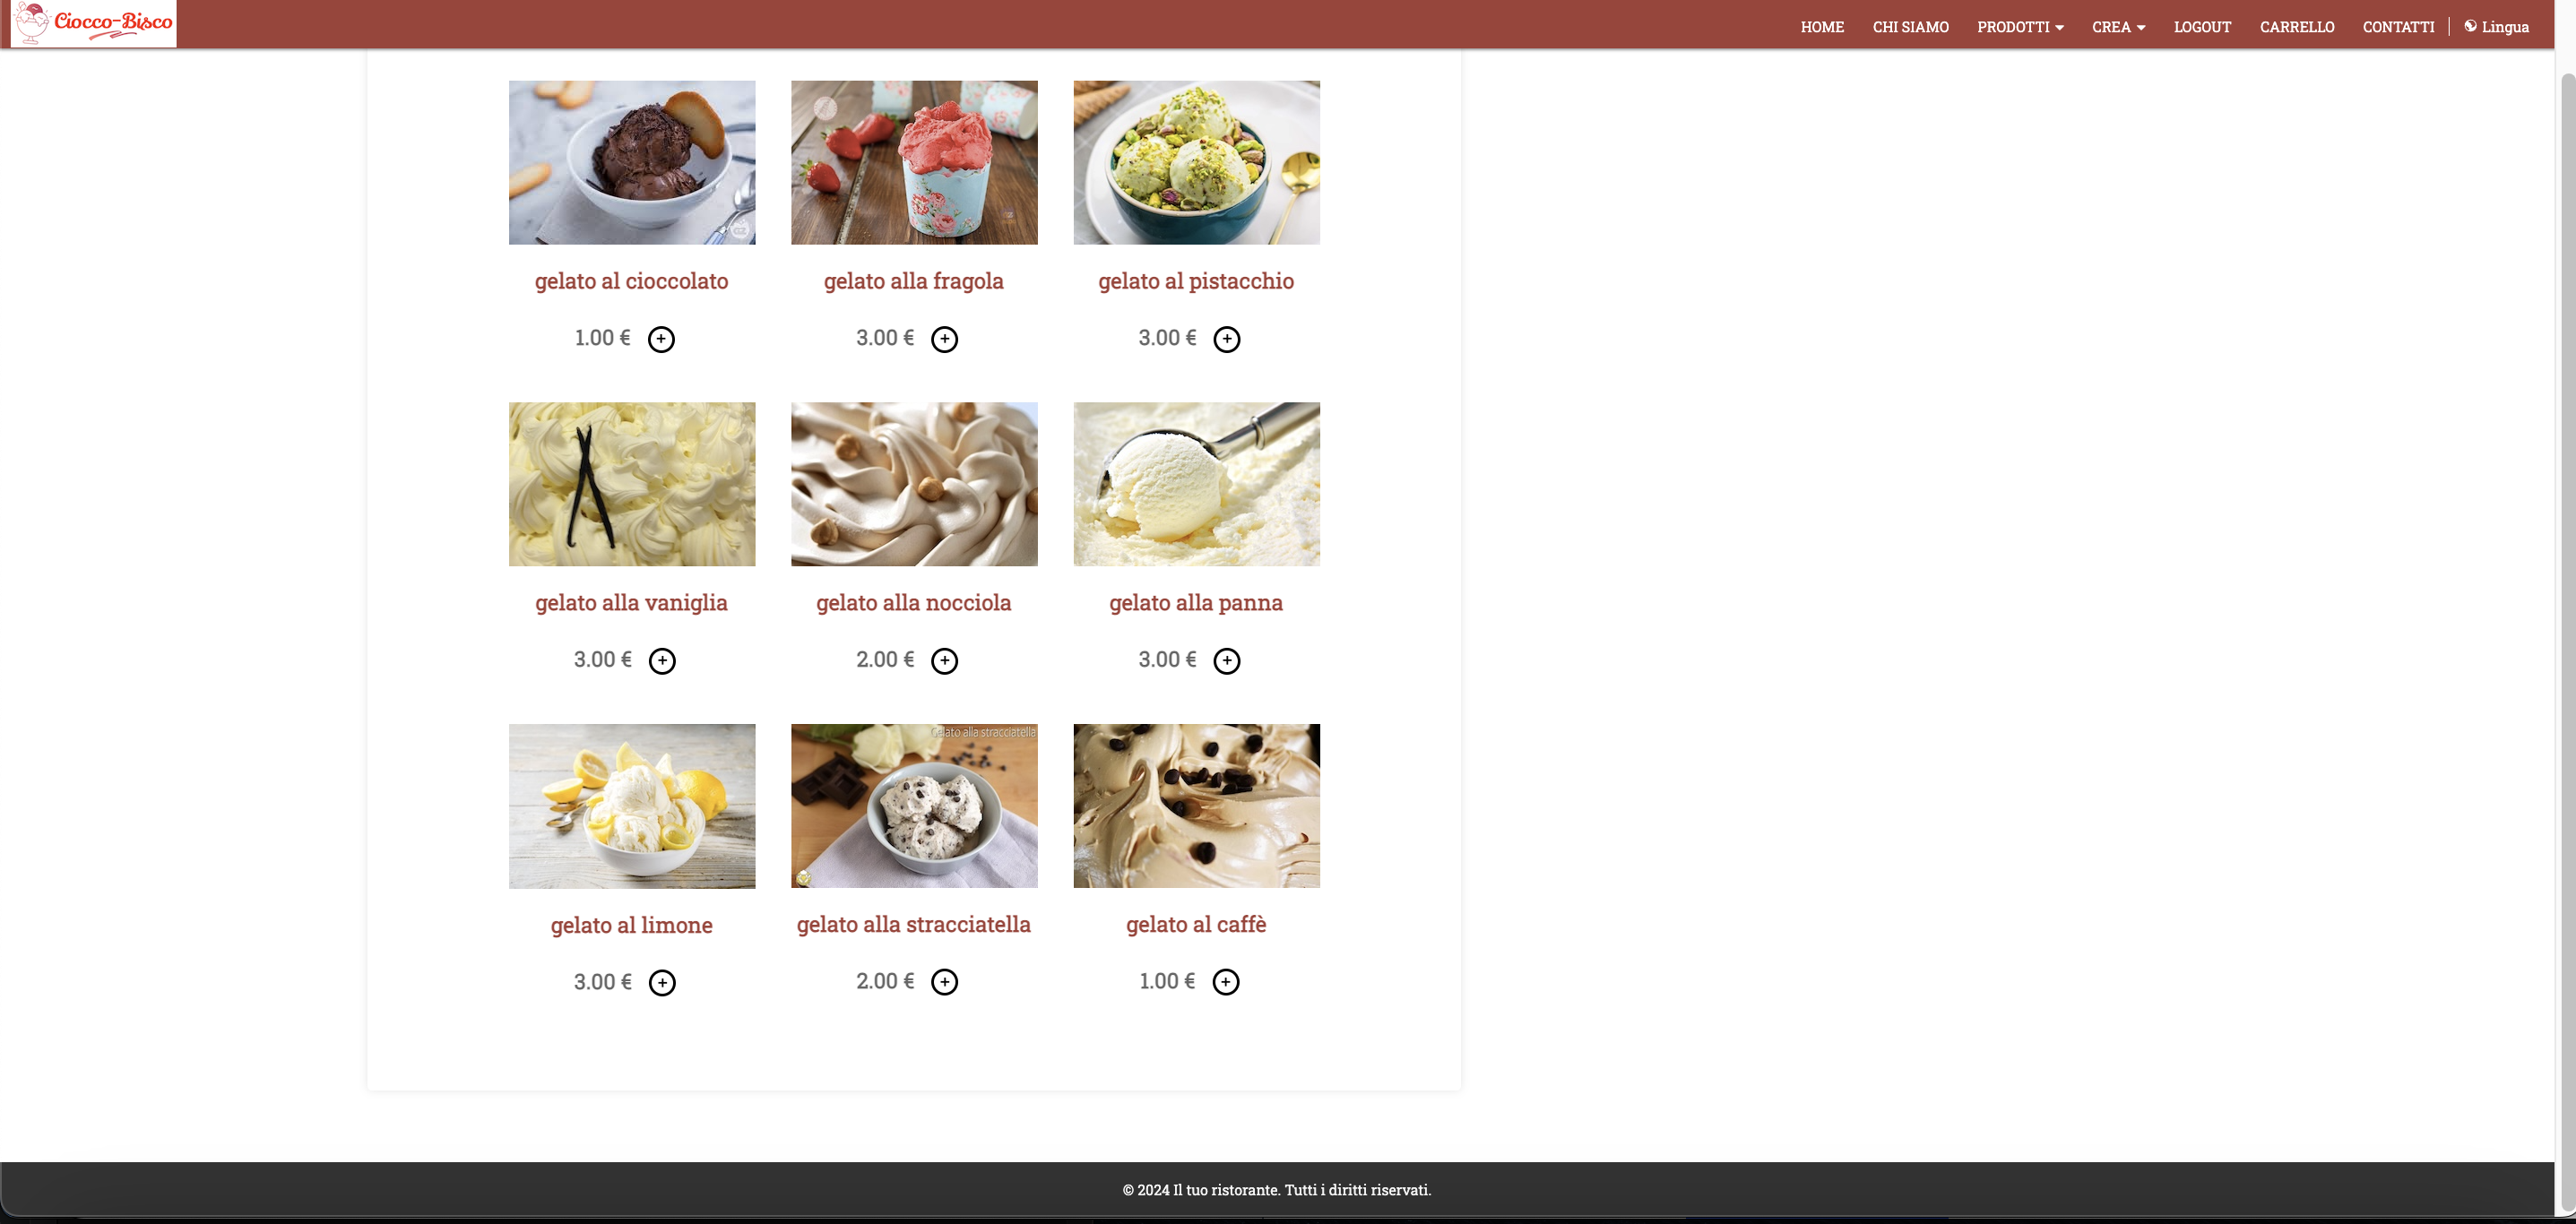 Ciocco-Bisco
HOME CHI SIAMO PRODOTTI CREA LOGOUT CARRELLO CONTATTI Lingua
gelato al cioccolato gelato alla fragola gelato al pistacchio
1.00 € + 3.00 € + 3.00 € +
gelato alla vaniglia gelato alla nocciola gelato alla panna
3.00 € + 2.00 € + 3.00 € +
Gelato alla stracciatella
gelato al limone gelato alla stracciatella gelato al caffè
3.00 € + 2.00 € + 1.00 € +
© 2024 Il tuo ristorante. Tutti i diritti riservati.